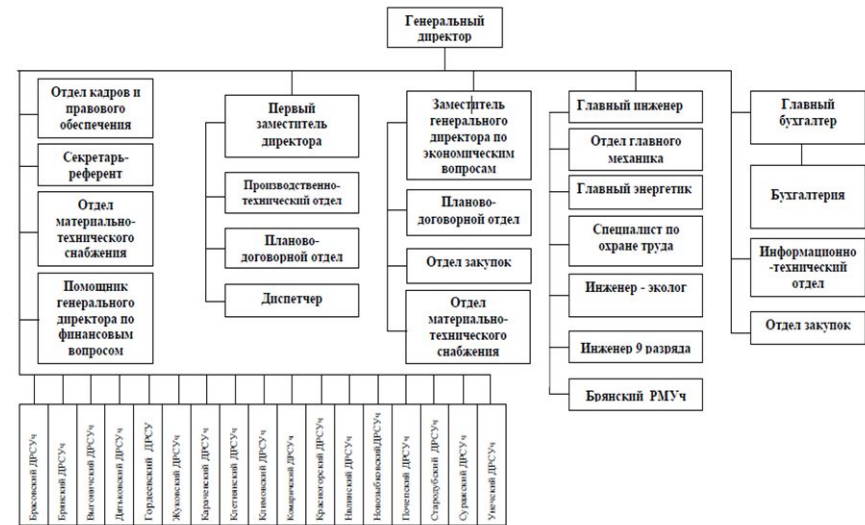 Генеральный
директор
Отдел кадров и
правового
обеспечения
Секретарь-
референт
Отдел
материально-
технического
снабжения
Помощник
генерального
директора по
финансовым
вопросом
Первый
заместитель
директора
Производственно-
технический отдел
Планово-
договорной отдел
Диспетчер
Заместитель
генерального
директора по
экономическим
вопросам
Планово-
договорной отдел
Отдел закупок
Отдел
материально-
технического
снабжения
Главный инженер
Отдел главного
механика
Главный энергетик
Специалист по
охране труда
Инженер - эколог
Инженер 9 разряда
Брянский РМУч
Главный
бухгалтер
Бухгалтерия
Информационно
-технический
отдел
Отдел закупок
Брасовский ДРСУч
Брянский ДРСУч
Выгоничский ДРСУч
Дятьковский ДРСУч
Гордеевский ДРСУ
Жуковский ДРСУч
Карачевский ДРСУч
Клетнянский ДРСУч
Климовский ДРСУч
Комаричский ДРСУч
Красногорский ДРСУч
Навлинский ДРСУч
НовозыбковскийДРСУч
Почепский ДРСУч
Стародубский ДРСУч
Суражский ДРСУч
Унечский ДРСУч